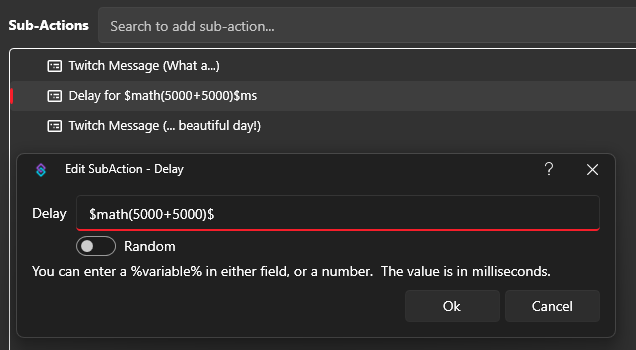 Sub-Actions
Search to add sub-action...
Twitch Message (What a...)
Delay for $math(5000+5000)$ms
Twitch Message (... beautiful day!)
Edit SubAction - Delay
?
Delay
$math(5000+5000)$
Random
You can enter a %variable% in either field, or a number.  The value is in milliseconds.
Ok
Cancel